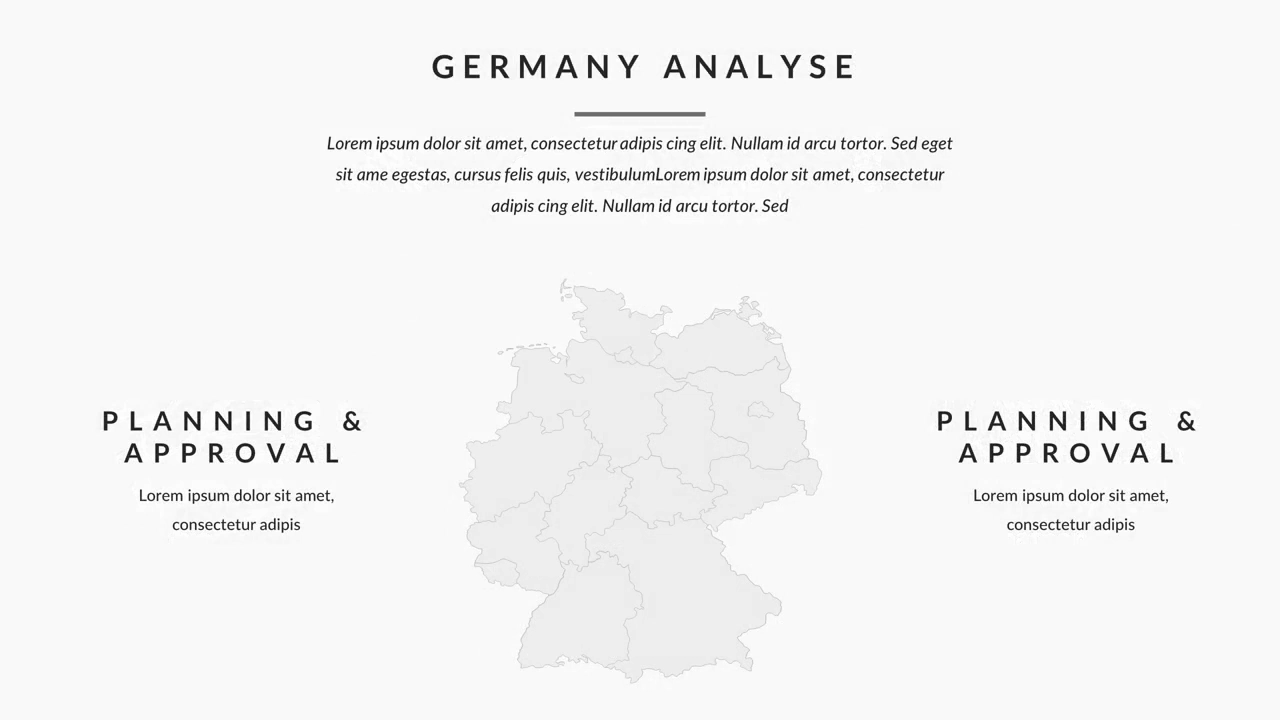 GERMANY ANALYSE
Lorem ipsum dolor sit amet, consectetur adipis cing elit. Nullam id arcu tortor. Sed eget
sit ame egestas, cursus felis quis, vestibulumLorem ipsum dolor sit amet, consectetur
adipis cing elit. Nullam id arcu tortor. Sed
PLANNING &
APPROVAL
Lorem ipsum dolor sit amet,
consectetur adipis
PLANNING &
APPROVAL
Lorem ipsum dolor sit amet,
consectetur adipis